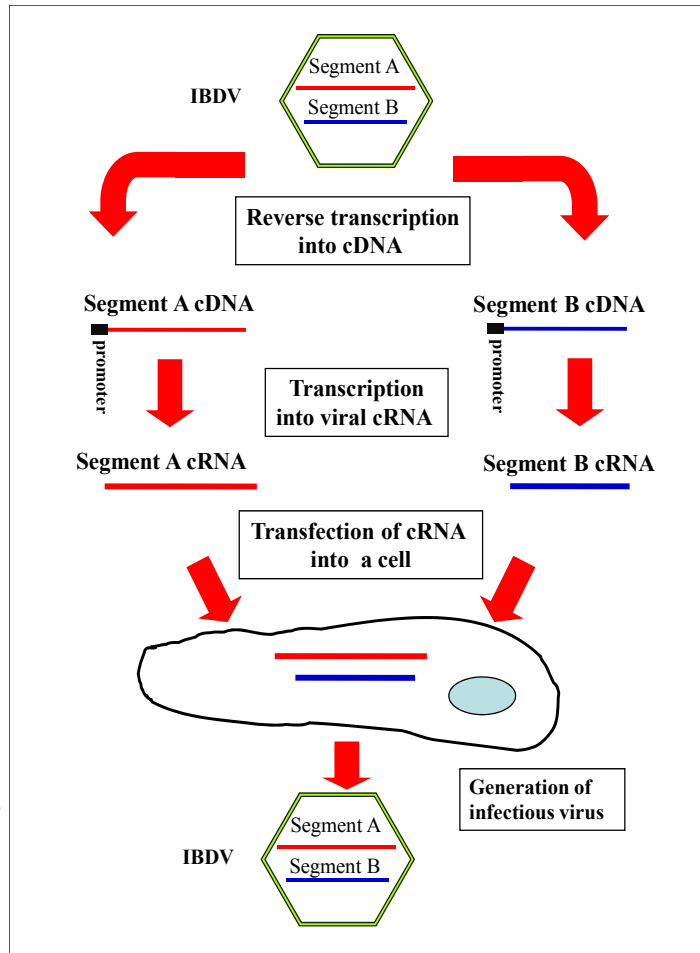 Segment A
IBDV
Segment B
Reverse transcription
into cDNA
Segment A cDNA
promoter
Segment B cDNA
promoter
Transcription
into viral cRNA
Segment A cRNA
Segment B cRNA
Transfection of cRNA
into a cell
Generation of
infectious virus
Segment A
IBDV
Segment B